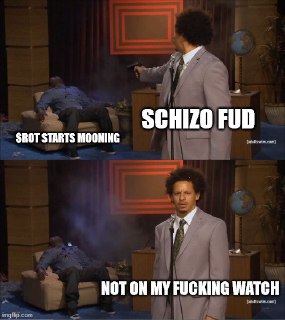 SCHIZO FUD
$ROT STARTS MOONING
[adultswim.com]
NOT ON MY FUCKING WATCH
[adultswim.com]
imgflip.com